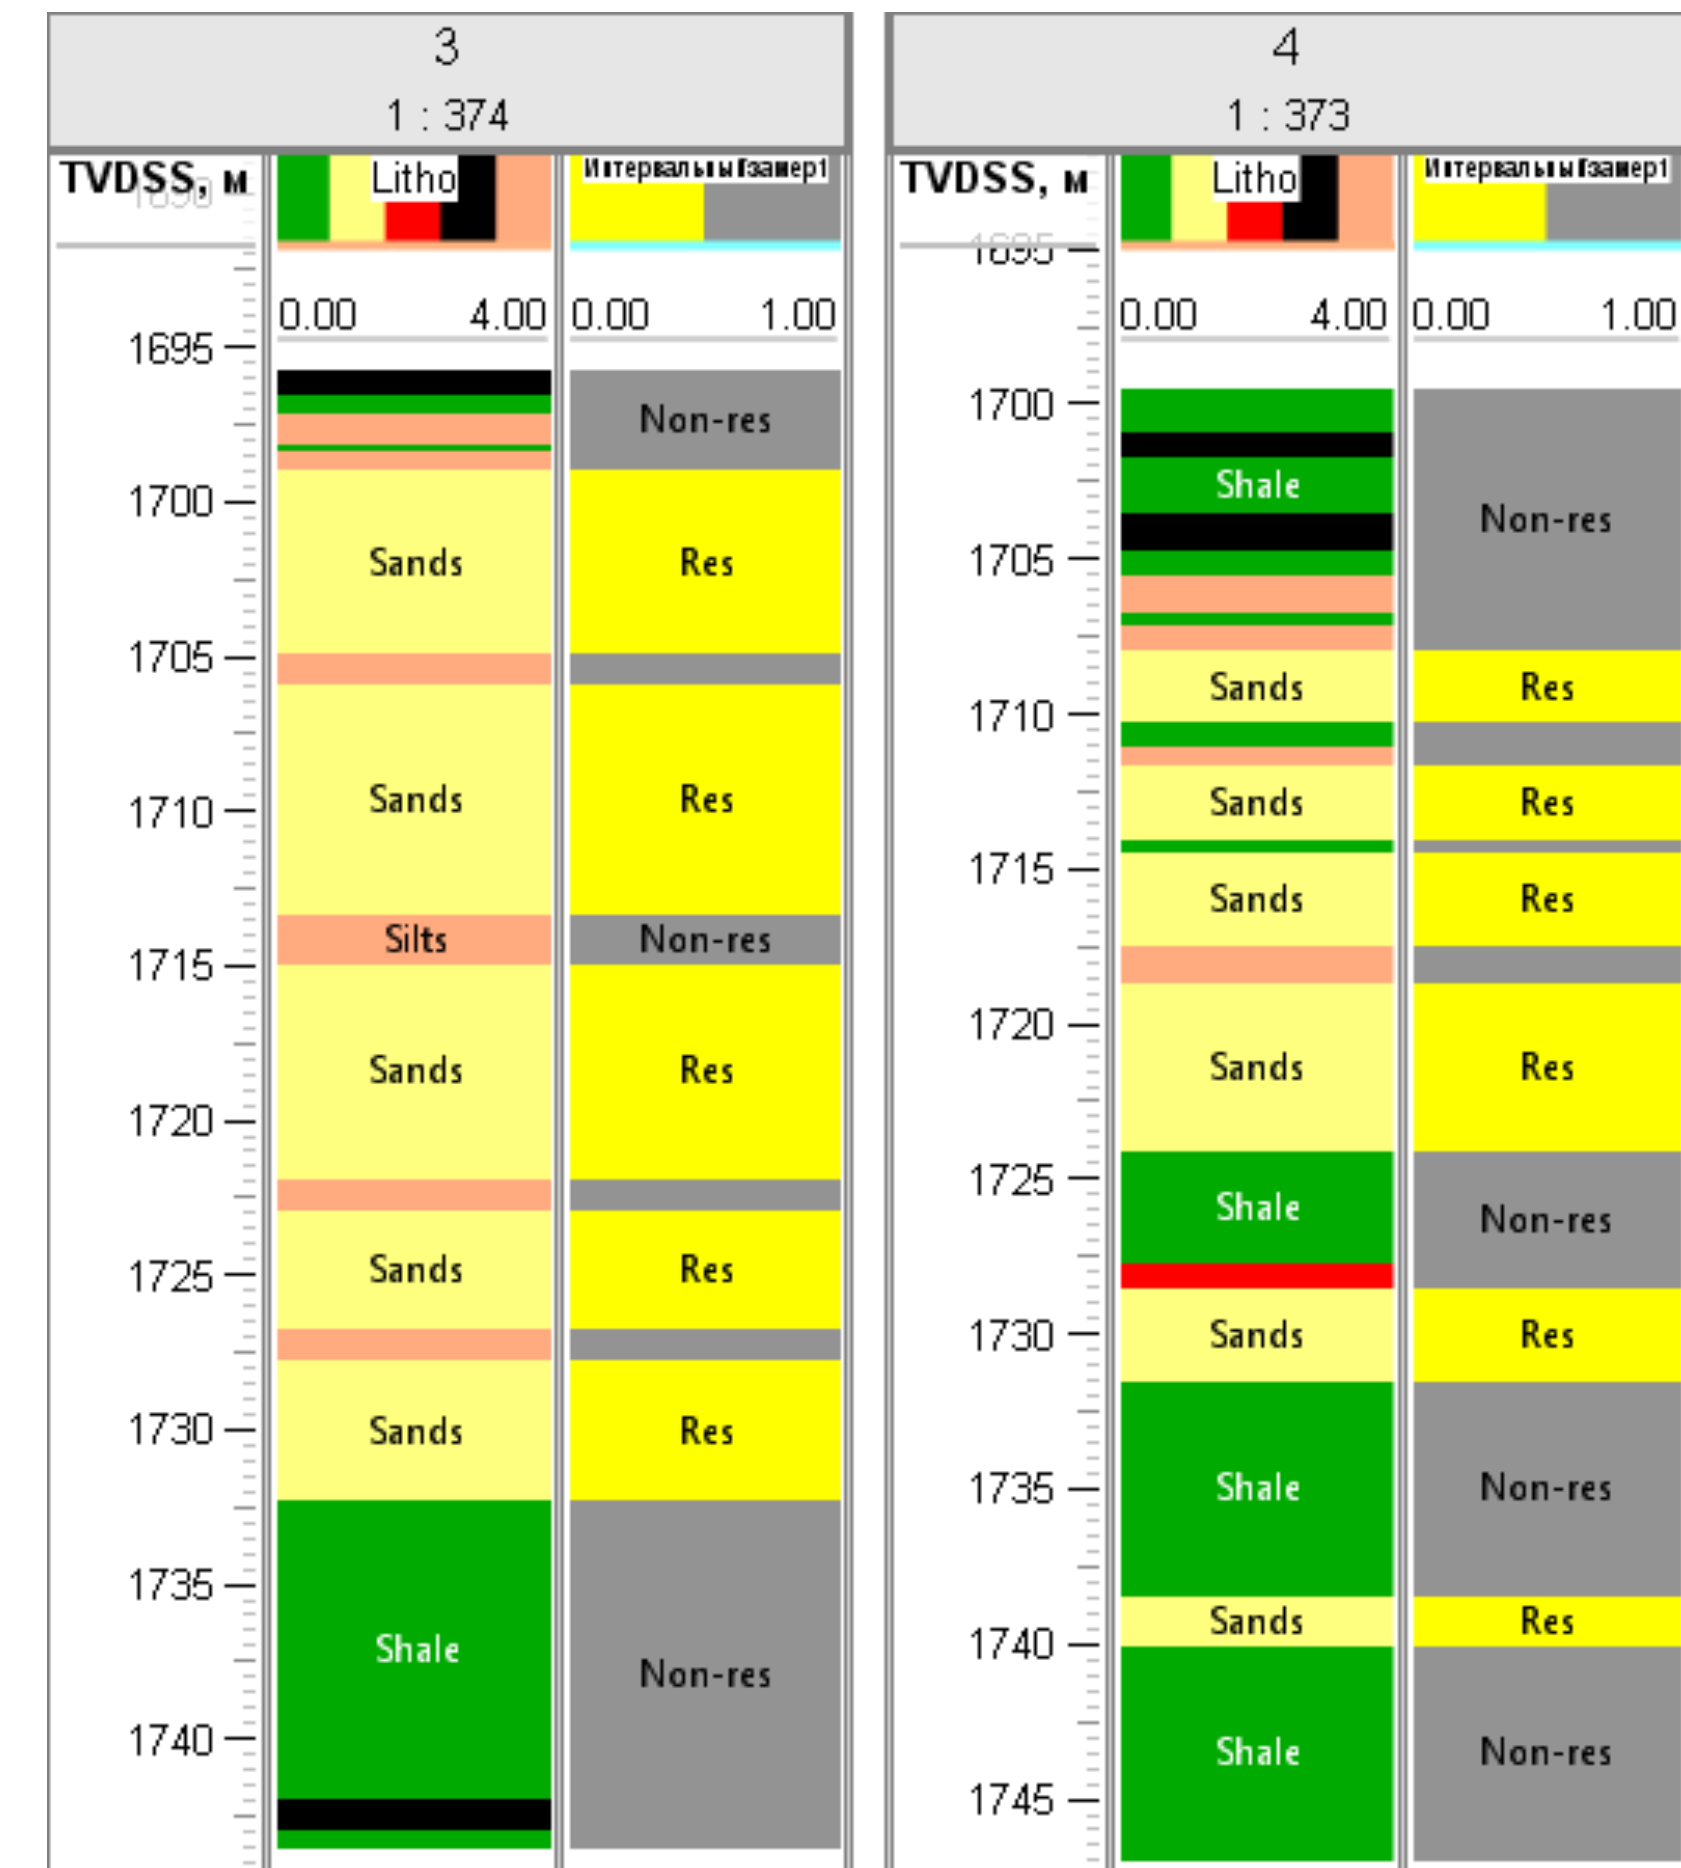 3
1 : 374
TVDSS, м
1690
Litho
0.00 4.00
0.00 1.00
1695
1700
1705
1710
1715
1720
1725
1730
1735
1740
Sands
Sands
Silts
Sands
Sands
Sands
Shale
Non-res
Res
Res
Non-res
Res
Res
Res
Non-res
4
1 : 373
TVDSS, м
1695
Litho
0.00 4.00
0.00 1.00
1700
1705
1710
1715
1720
1725
1730
1735
1740
1745
Shale
Sands
Sands
Sands
Sands
Shale
Sands
Shale
Sands
Shale
Non-res
Res
Res
Res
Res
Non-res
Res
Non-res
Res
Non-res